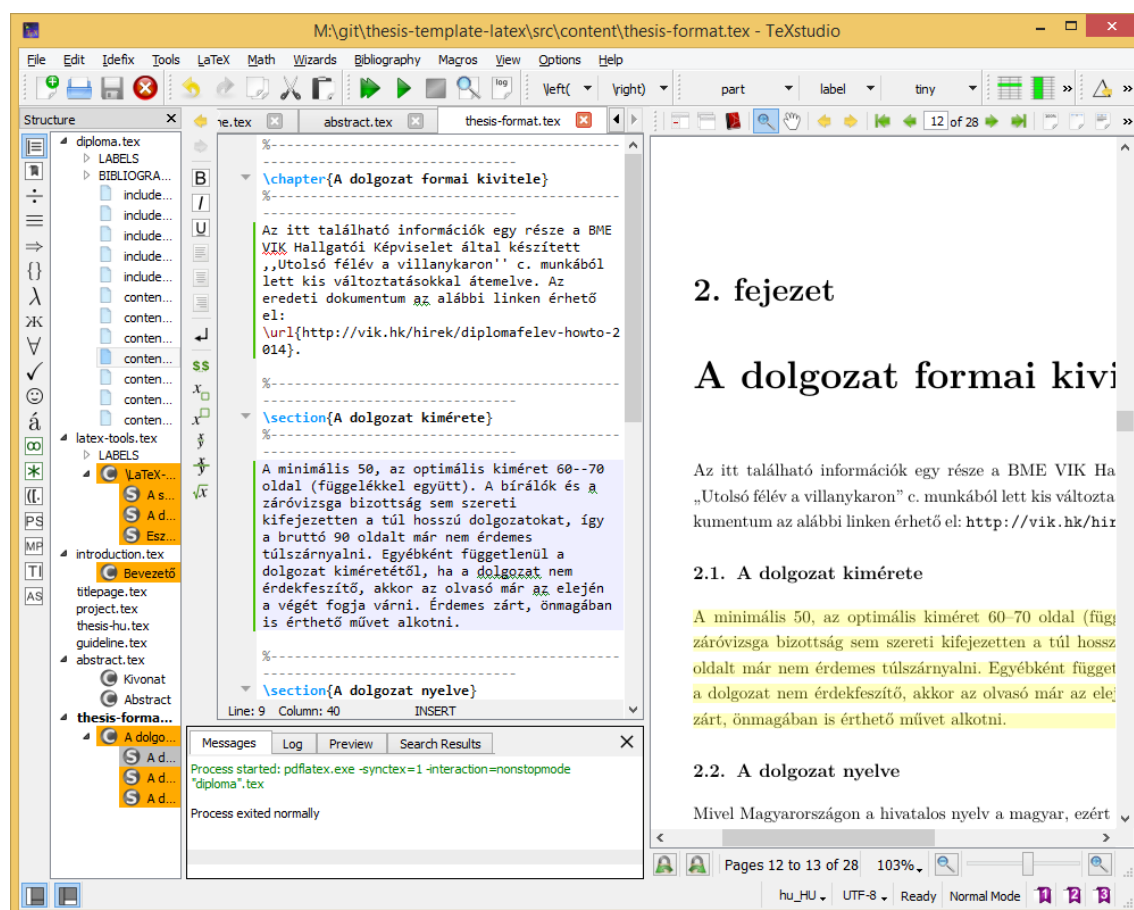 M:\git\thesis-template-latex\src\content\thesis-format.tex - TeXstudio
File Edit Idefix Tools LaTeX Math Wizards Bibliography Macros View Options Help
log \left( \right) part label tiny
Structure
ne.tex abstract.tex thesis-format.tex
12 of 28
diploma.tex
LABELS
BIBLIOGRA...
include...
include...
include...
include...
include...
conten...
conten...
conten...
conten...
conten...
conten...
conten...
latex-tools.tex
LABELS
\LaTeX-...
A s...
A d...
Esz...
introduction.tex
Bevezető
titlepage.tex
project.tex
thesis-hu.tex
guideline.tex
abstract.tex
Kivonat
Abstract
thesis-forma...
A dolgo...
A d...
A d...
A d...
PS
MP
TI
AS
B
I
U
$$
%----------------------------------------------
------------------------------
\chapter{A dolgozat formai kivitele}
%----------------------------------------------
------------------------------
Az itt található információk egy része a BME
VIK Hallgatói Képviselet által készített
,,Utolsó félév a villanykaron'' c. munkából
lett kis változtatásokkal átemelve. Az
eredeti dokumentum az alábbi linken érhető
el:
\url{http://vik.hk/hirek/diplomafelev-howto-2
014}.
%----------------------------------------------
------------------------------
\section{A dolgozat kimérete}
%----------------------------------------------
------------------------------
A minimális 50, az optimális kiméret 60--70
oldal (függelékkel együtt). A bírálók és a
záróvizsga bizottság sem szereti
kifejezetten a túl hosszú dolgozatokat, így
a bruttó 90 oldalt már nem érdemes
túlszárnyalni. Egyébként függetlenül a
dolgozat kiméretétől, ha a dolgozat nem
érdekfeszítő, akkor az olvasó már az elején
a végét fogja várni. Érdemes zárt, önmagában
is érthető művet alkotni.
%----------------------------------------------
------------------------------
\section{A dolgozat nyelve}
Line: 9 Column: 40 INSERT
Messages Log Preview Search Results
Process started: pdflatex.exe -synctex=1 -interaction=nonstopmode
"diploma".tex
Process exited normally
2. fejezet
A dolgozat formai kivi
Az itt található információk egy része a BME VIK Ha
„Utolsó félév a villanykaron” c. munkából lett kis változta
kumentum az alábbi linken érhető el: http://vik.hk/hir
2.1. A dolgozat kimérete
A minimális 50, az optimális kiméret 60–70 oldal (füg
záróvizsga bizottság sem szereti kifejezetten a túl hossz
oldalt már nem érdemes túlszárnyalni. Egyébként függet
a dolgozat nem érdekfeszítő, akkor az olvasó már az elej
zárt, önmagában is érthető művet alkotni.
2.2. A dolgozat nyelve
Mivel Magyarországon a hivatalos nyelv a magyar, ezért
Pages 12 to 13 of 28 103%
hu_HU UTF-8 Ready Normal Mode 1 2 3